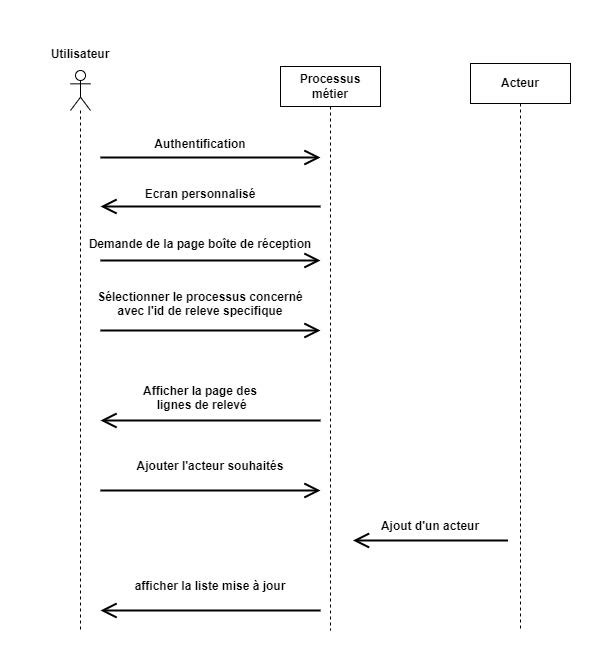 Utilisateur
Processus
métier
Acteur
Authentification
Ecran personnalisé
Demande de la page boîte de réception
Sélectionner le processus concerné
avec l'id de releve specifique
Afficher la page des
lignes de relevé
Ajouter l'acteur souhaités
Ajout d'un acteur
afficher la liste mise à jour